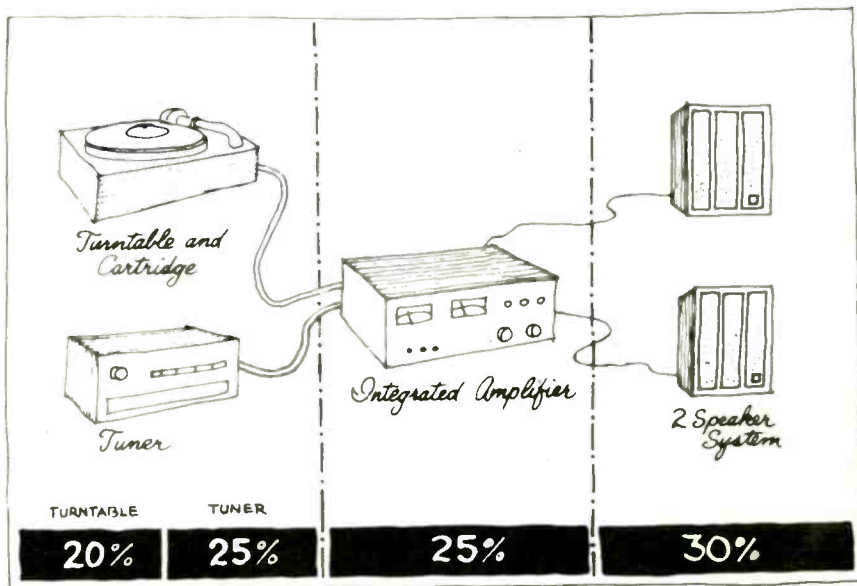 Turntable and
Cartridge
Tuner
Integrated Amplifier
2 Speaker
System
TURNTABLE
TUNER
20%
25%
25%
30%